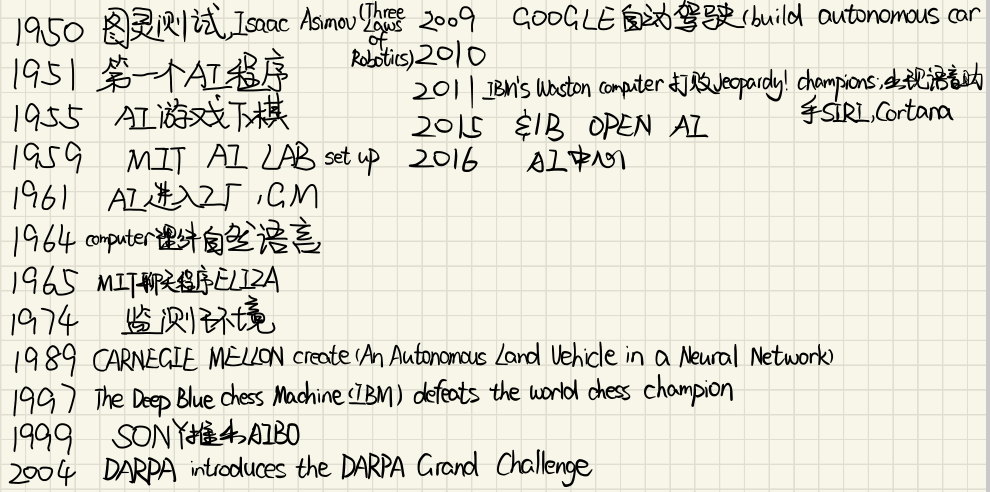 1950 图灵测试, Isaac Asimov (Three Laws of Robotics)
1951 第一个AI程序
1955 AI游戏下棋
1959 MIT AI LAB set up
1961 AI进入工厂, GM
1964 computer理解自然语言
1965 MIT聊天程序ELIZA
1974 监测环境
1989 CARNEGIE MELLON create (An Autonomous Land Vehicle in a Neural Network)
1997 The Deep Blue chess Machine (IBM) defeats the world chess champion
1999 SONY推出AIBO
2004 DARPA introduces the DARPA Grand Challenge
2009 GOOGLE自动驾驶(build autonomous car
2010
2011 IBM's Waston computer 打败Jeopardy! champions; 出现语音助
手SIRI, Cortana
2015 OPEN AI
2016 AI